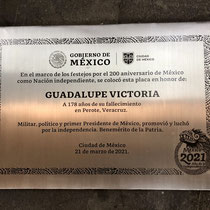 GOBIERNO DE
MÉXICO
CIUDAD
DE MÉXICO
En el marco de los festejos por el 200 aniversario de México
como Nación independiente, se colocó esta placa en honor de:
GUADALUPE VICTORIA
A 178 años de su fallecimiento
en Perote, Veracruz.
Militar, político y primer Presidente de México, promovió y luchó
por la independencia. Benemérito de la Patria.
Ciudad de México
21 de marzo de 2021.
2021